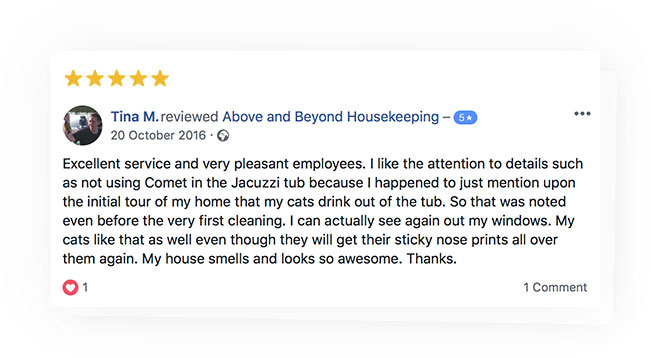 Tina M. reviewed Above and Beyond Housekeeping – 5★
20 October 2016 ·
Excellent service and very pleasant employees. I like the attention to details such
as not using Comet in the Jacuzzi tub because I happened to just mention upon
the initial tour of my home that my cats drink out of the tub. So that was noted
even before the very first cleaning. I can actually see again out my windows. My
cats like that as well even though they will get their sticky nose prints all over
them again. My house smells and looks so awesome. Thanks.
1
1 Comment